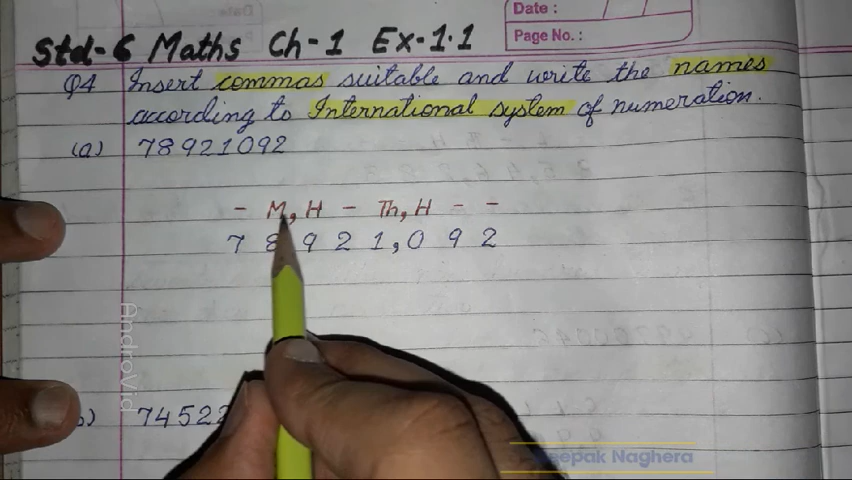 Date :
Page No. :
Std-6 Maths Ch-1 Ex-1.1
Q4 Insert commas suitable and write the names
according to International system of numeration.
(a) 78921092
- M, H - Th, H - -
7 8 9 2 1, 0 9 2
AndroVid
7452
Deepak Naghera